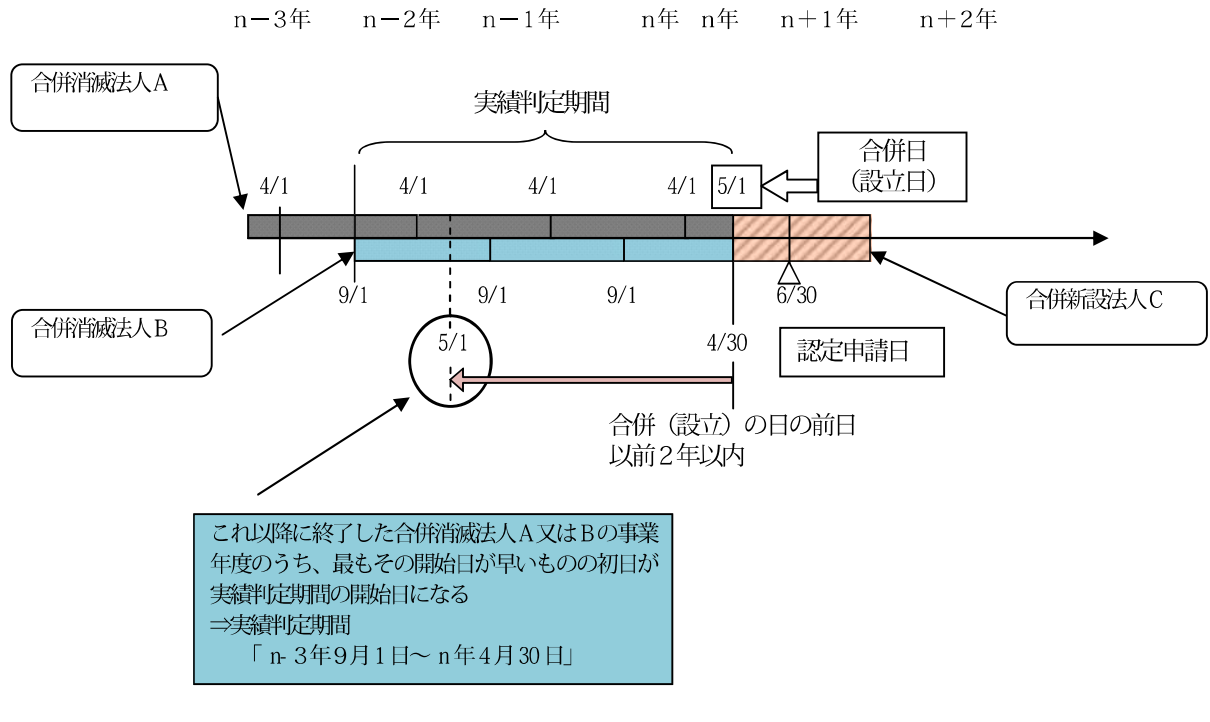 n－3年 n－2年 n－1年 n年 n年 n＋1年 n＋2年
合併消滅法人A
実績判定期間
合併日
（設立日）
4/1 4/1 4/1 4/1 5/1
9/1 9/1 9/1 6/30
合併消滅法人B
合併新設法人C
5/1 4/30 認定申請日
合併（設立）の日の前日
以前２年以内
これ以降に終了した合併消滅法人A又はBの事業
年度のうち、最もその開始日が早いものの初日が
実績判定期間の開始日になる
⇒実績判定期間
「 n- 3年9月1日～ n年4月30日」